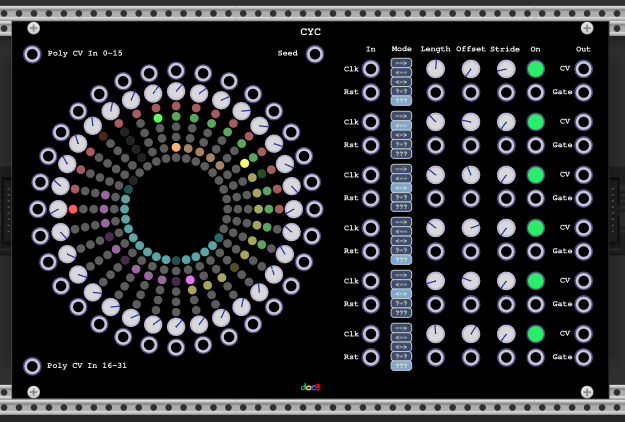 CYC
Poly CV In 0-15
Seed
In Mode Length Offset Stride On Out
Clk --> CV
<--
<->
Rst ?-? Gate
???
Clk --> CV
<--
<->
Rst ?-? Gate
???
Clk --> CV
<--
<->
Rst ?-? Gate
???
Clk --> CV
<--
<->
Rst ?-? Gate
???
Clk --> CV
<--
<->
Rst ?-? Gate
???
Clk --> CV
<--
<->
Rst ?-? Gate
???
Poly CV In 16-31